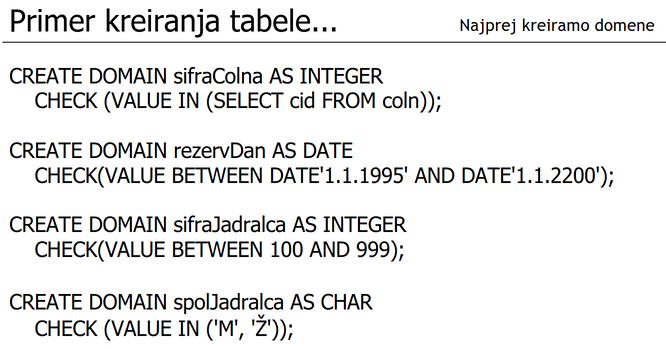 Primer kreiranja tabele...
Najprej kreiramo domene
CREATE DOMAIN sifraColna AS INTEGER
CHECK (VALUE IN (SELECT cid FROM coln));
CREATE DOMAIN rezervDan AS DATE
CHECK(VALUE BETWEEN DATE'1.1.1995' AND DATE'1.1.2200');
CREATE DOMAIN sifraJadralca AS INTEGER
CHECK(VALUE BETWEEN 100 AND 999);
CREATE DOMAIN spolJadralca AS CHAR
CHECK (VALUE IN ('M', 'Ž'));